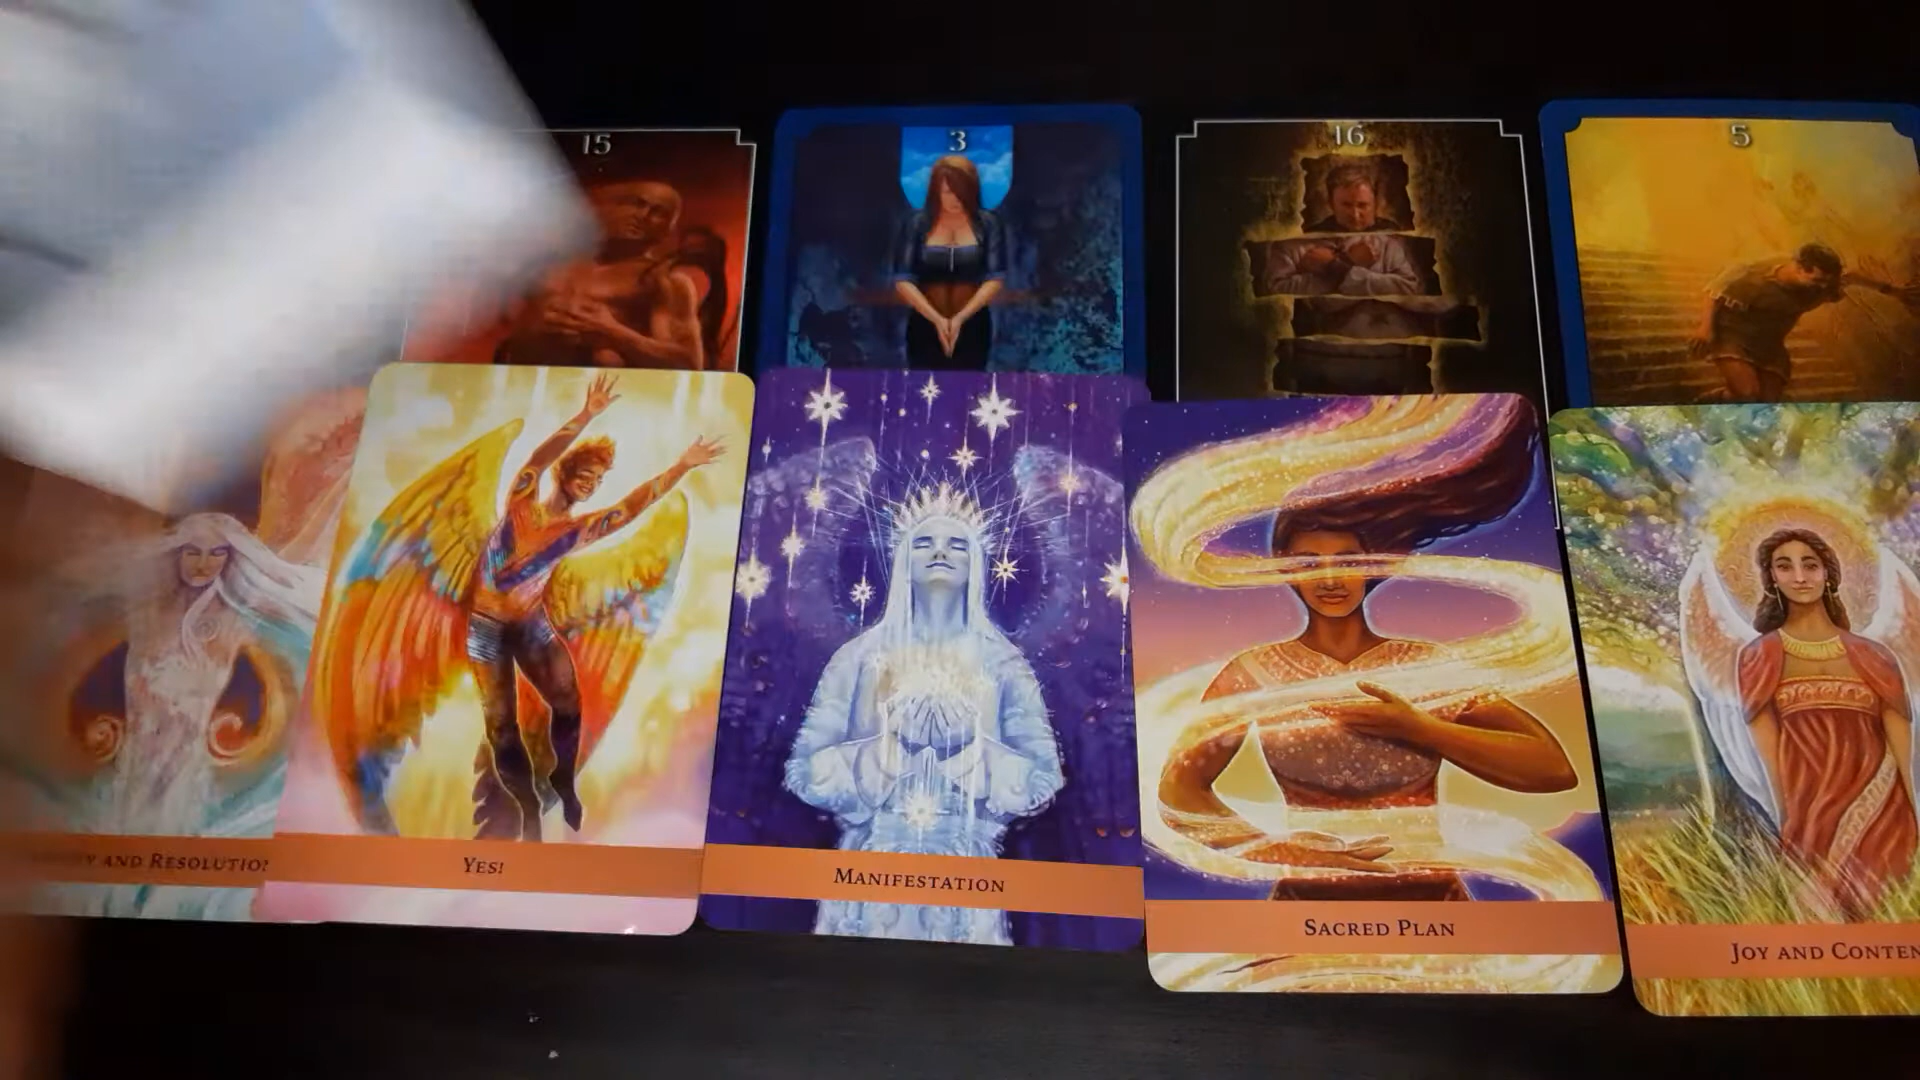 15
3
16
5
AND RESOLUTIO
YES!
MANIFESTATION
SACRED PLAN
JOY AND CONTEN